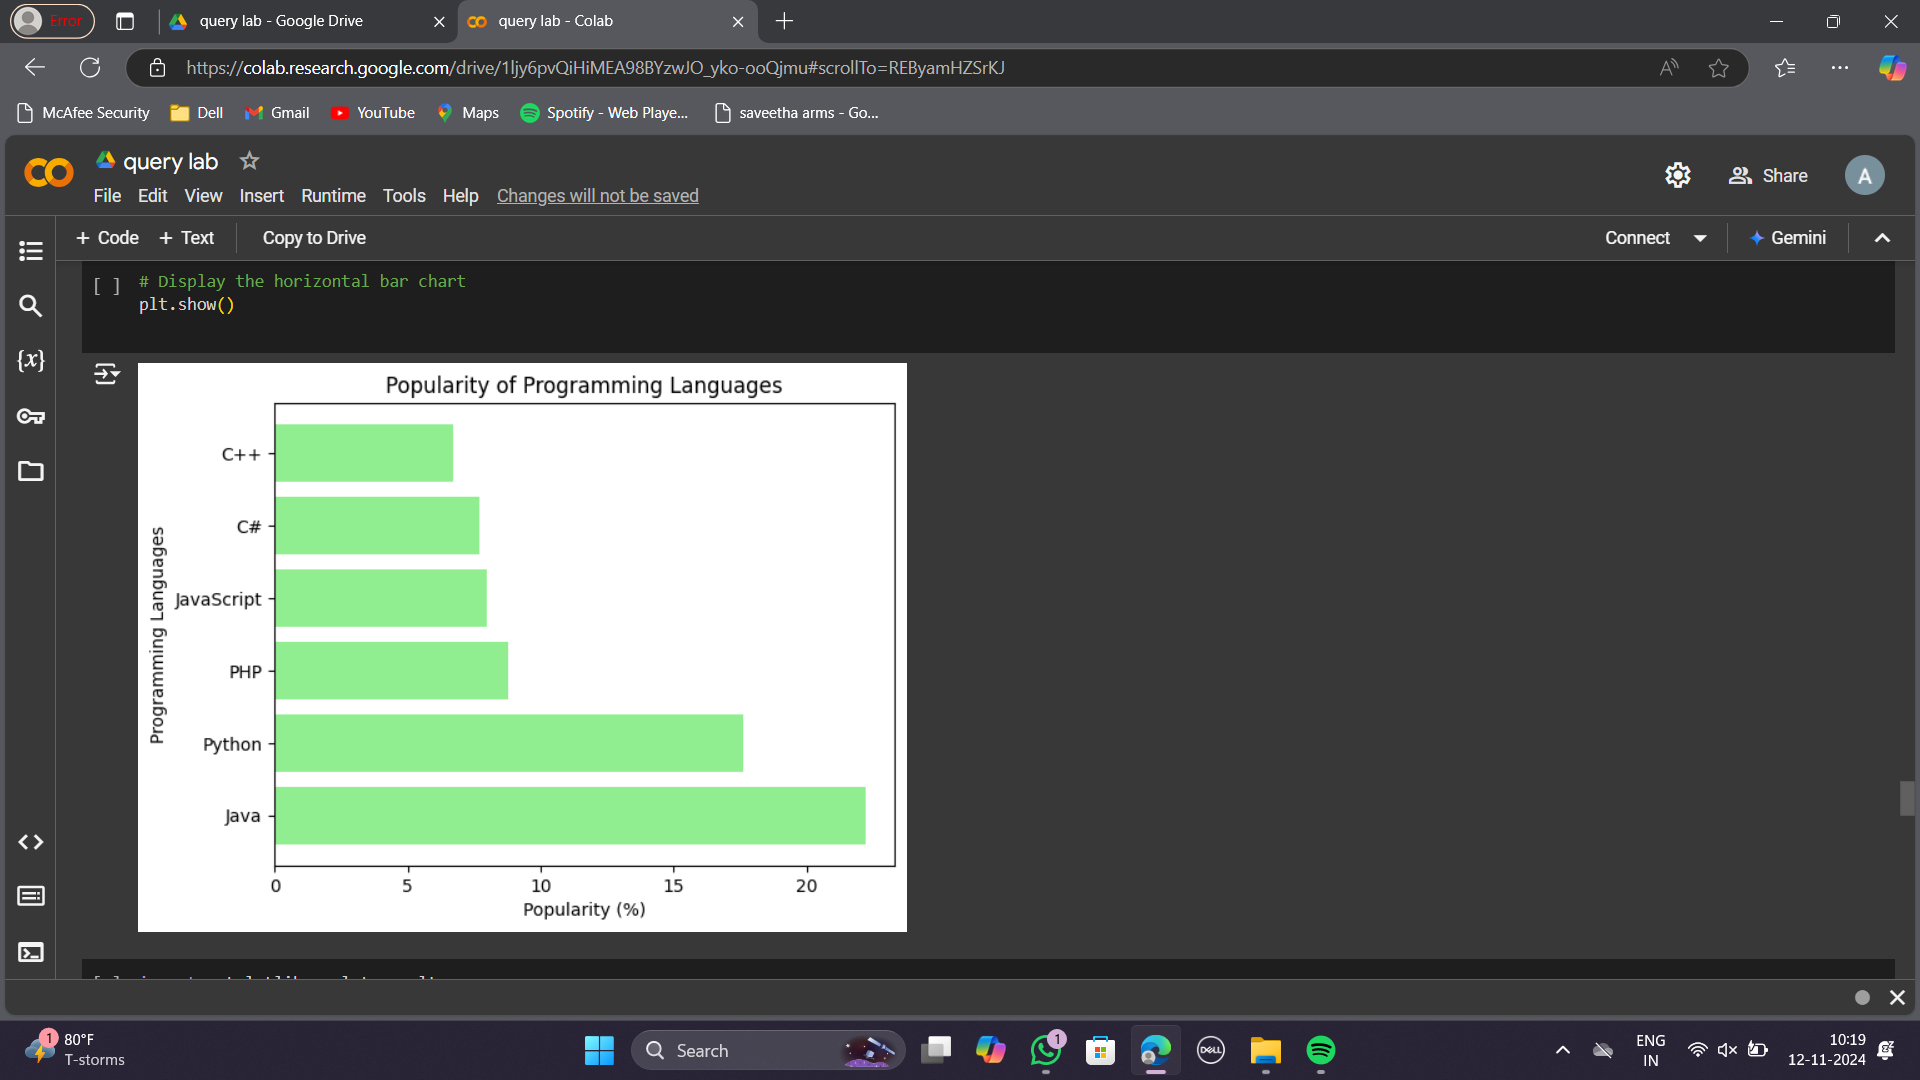 Error
query lab - Google Drive
query lab - Colab
https://colab.research.google.com/drive/1ljy6pvQiHiMEA98BYzwJO_yko-ooQjmu#scrollTo=REByamHZSrKJ
McAfee Security
Dell
Gmail
YouTube
Maps
Spotify - Web Playe...
saveetha arms - Go...
query lab
File Edit View Insert Runtime Tools Help Changes will not be saved
Share
A
+ Code + Text Copy to Drive
Connect
Gemini
{x}
[ ] # Display the horizontal bar chart
plt.show()
Popularity of Programming Languages
Programming Languages
C++
C#
JavaScript
PHP
Python
Java
0 5 10 15 20
Popularity (%)
1
80°F
T-storms
Search
1
DELL
ENG
IN
10:19
12-11-2024